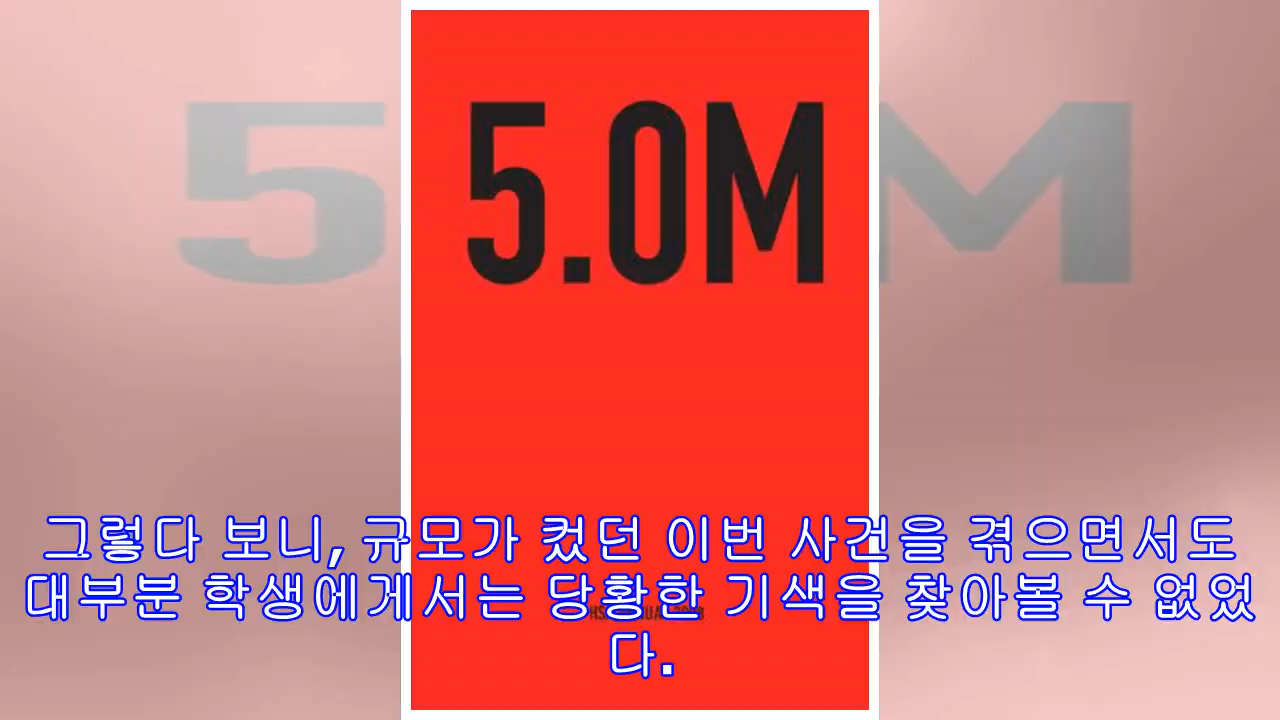 5.0M
그렇다 보니, 규모가 컸던 이번 사건을 겪으면서도
대부분 학생에게서는 당황한 기색을 찾아볼 수 없었
다.